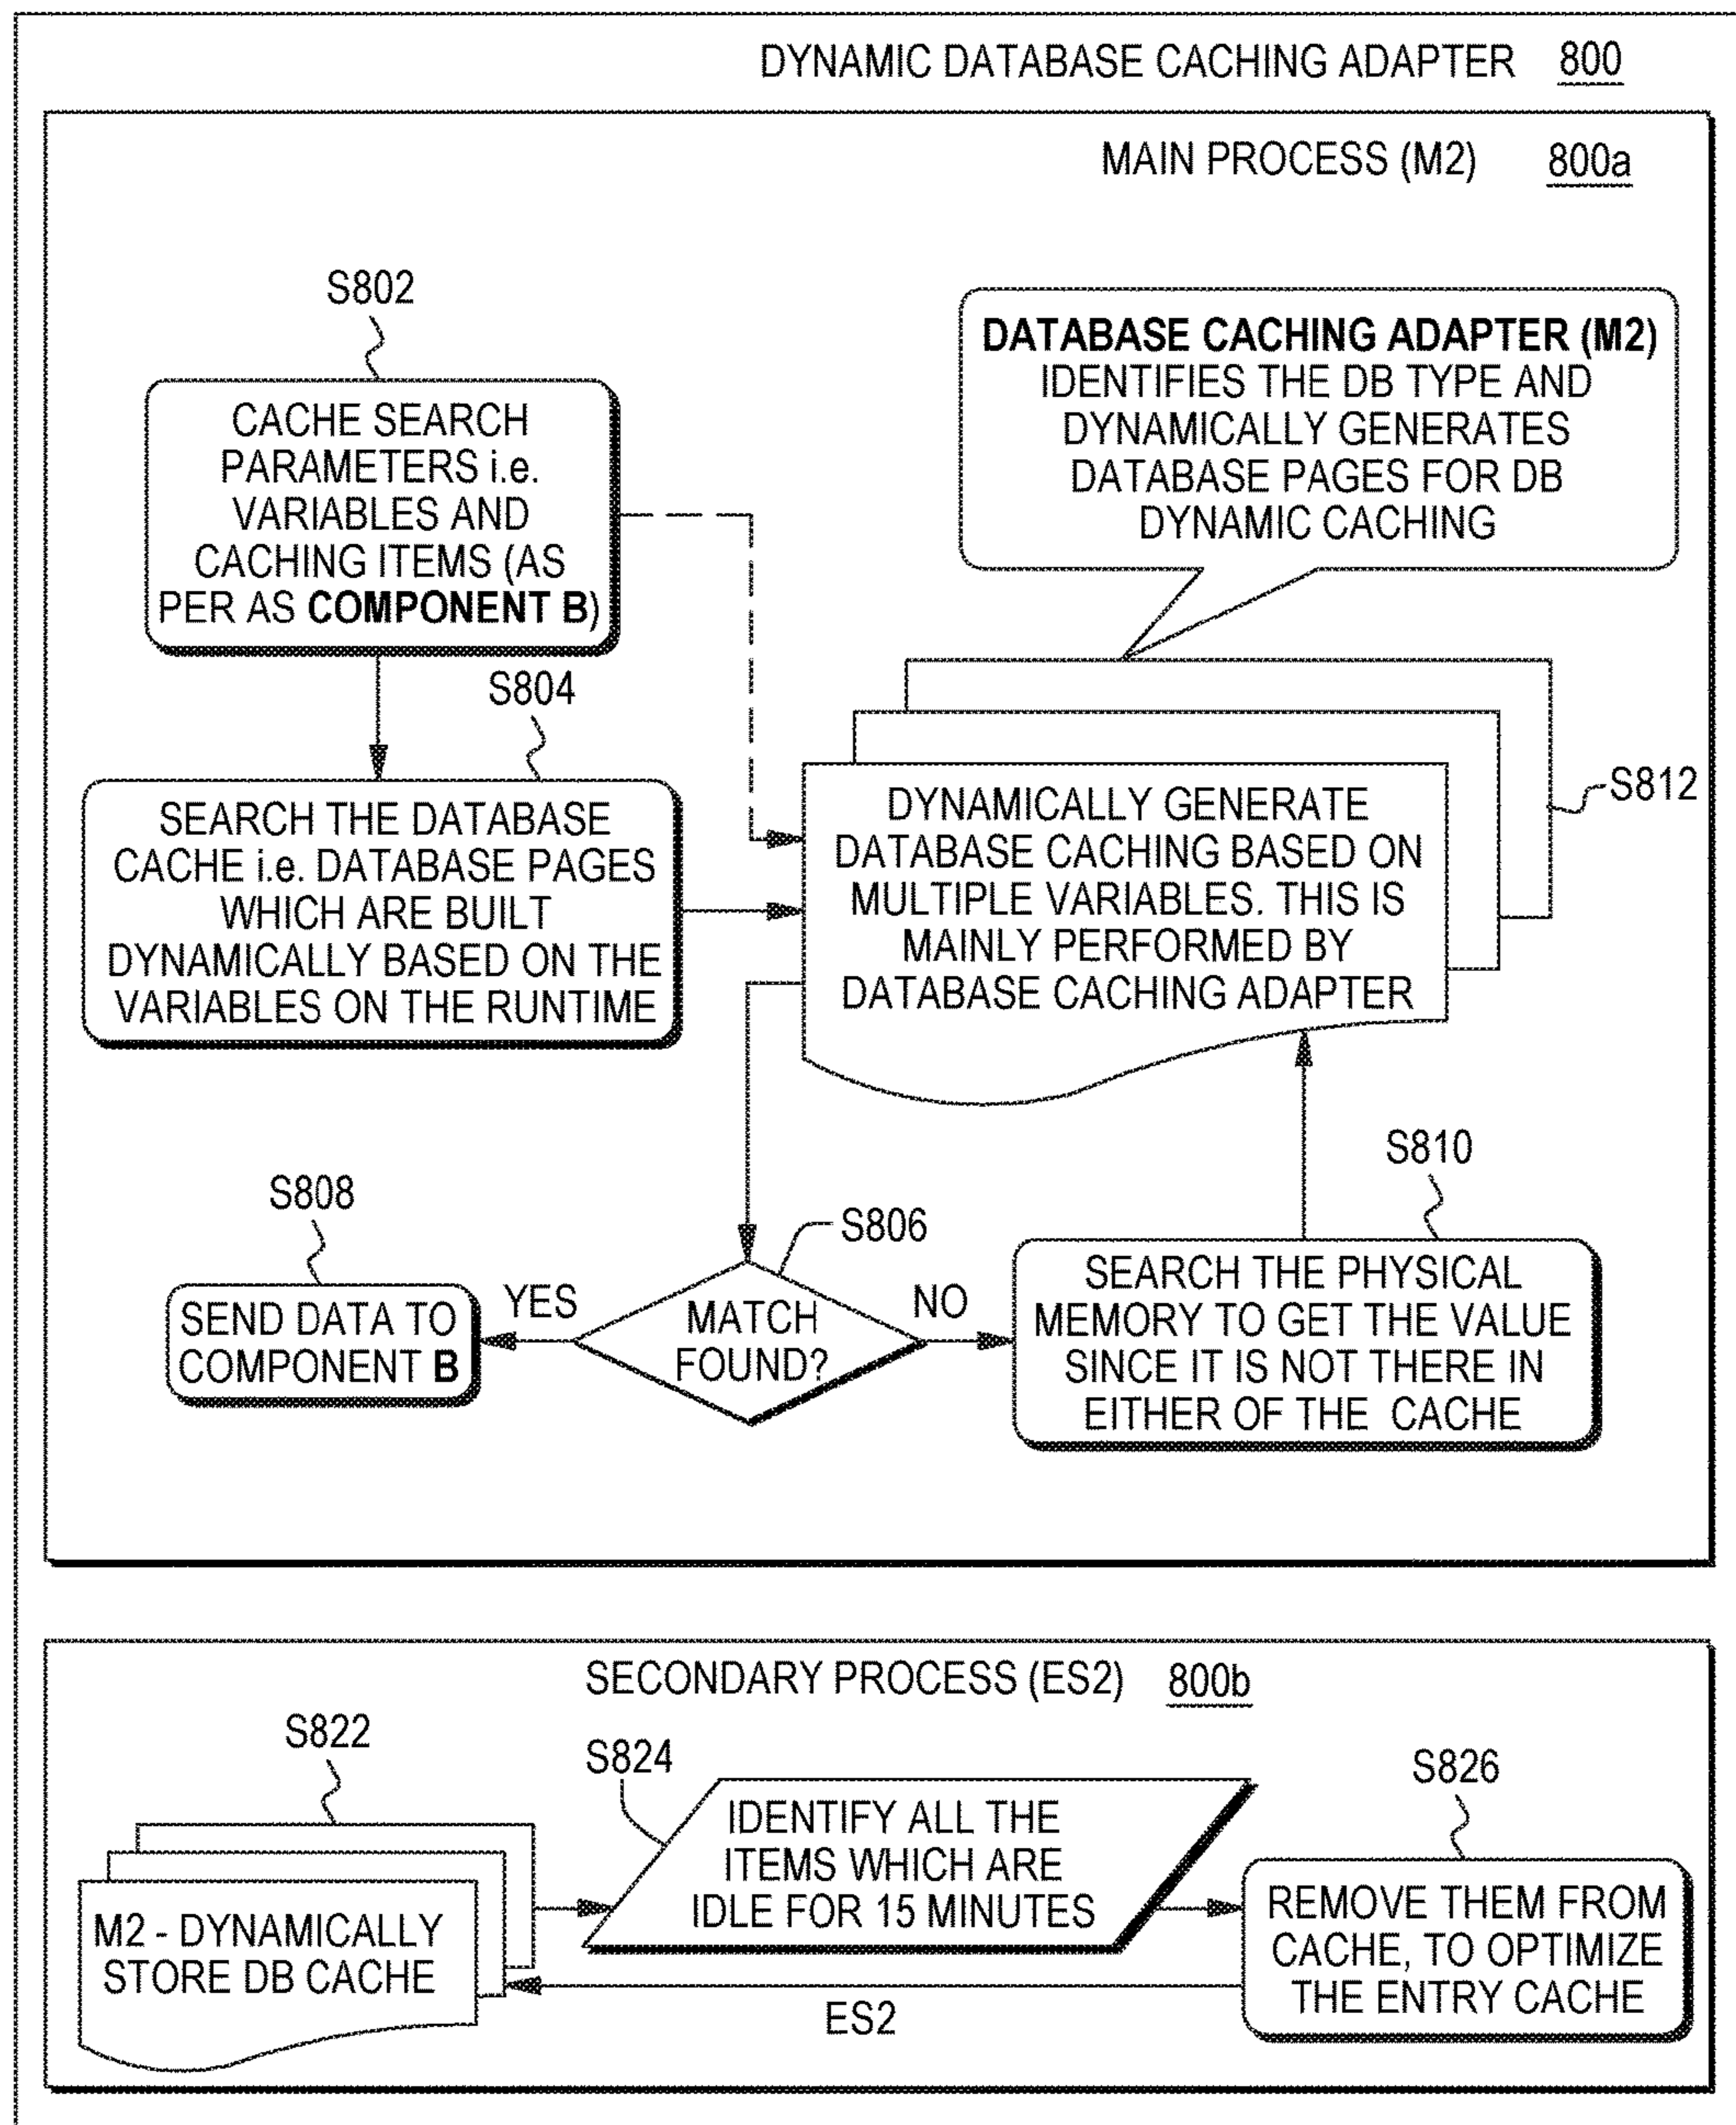 DYNAMIC DATABASE CACHING ADAPTER 800
MAIN PROCESS (M2) 800a
S802
CACHE SEARCH
PARAMETERS i.e.
VARIABLES AND
CACHING ITEMS (AS
PER AS COMPONENT B)
DATABASE CACHING ADAPTER (M2)
IDENTIFIES THE DB TYPE AND
DYNAMICALLY GENERATES
DATABASE PAGES FOR DB
DYNAMIC CACHING
S804
SEARCH THE DATABASE
CACHE i.e. DATABASE PAGES
WHICH ARE BUILT
DYNAMICALLY BASED ON THE
VARIABLES ON THE RUNTIME
S812
DYNAMICALLY GENERATE
DATABASE CACHING BASED ON
MULTIPLE VARIABLES. THIS IS
MAINLY PERFORMED BY
DATABASE CACHING ADAPTER
S808
SEND DATA TO
COMPONENT B
YES
S806
MATCH
FOUND?
NO
S810
SEARCH THE PHYSICAL
MEMORY TO GET THE VALUE
SINCE IT IS NOT THERE IN
EITHER OF THE CACHE
SECONDARY PROCESS (ES2) 800b
S822
M2 - DYNAMICALLY
STORE DB CACHE
S824
IDENTIFY ALL THE
ITEMS WHICH ARE
IDLE FOR 15 MINUTES
S826
REMOVE THEM FROM
CACHE, TO OPTIMIZE
THE ENTRY CACHE
ES2